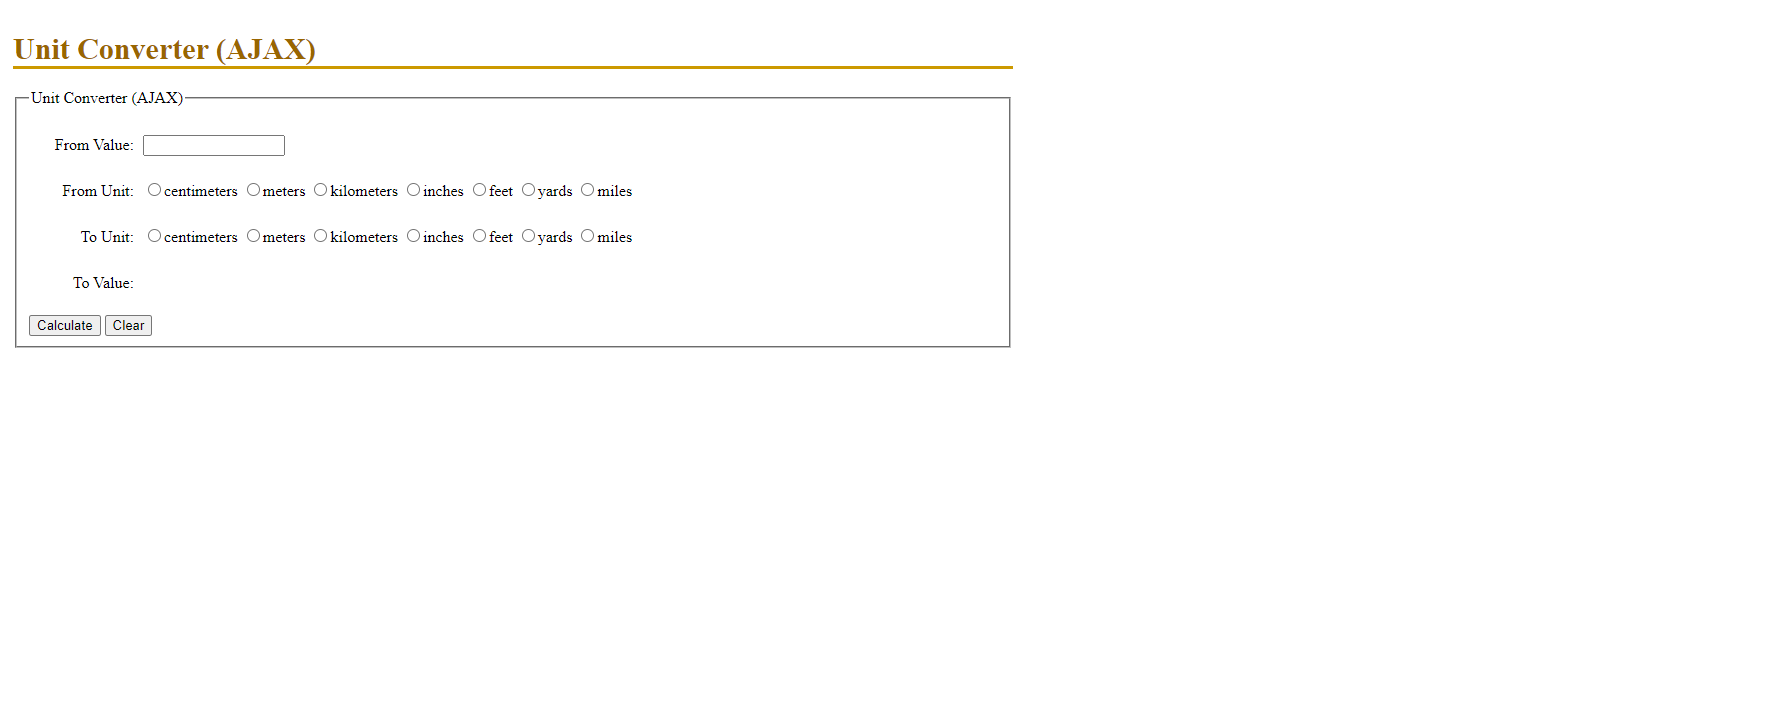 Unit Converter (AJAX)
Unit Converter (AJAX)
From Value:
From Unit: centimeters meters kilometers inches feet yards miles
To Unit: centimeters meters kilometers inches feet yards miles
To Value:
Calculate Clear